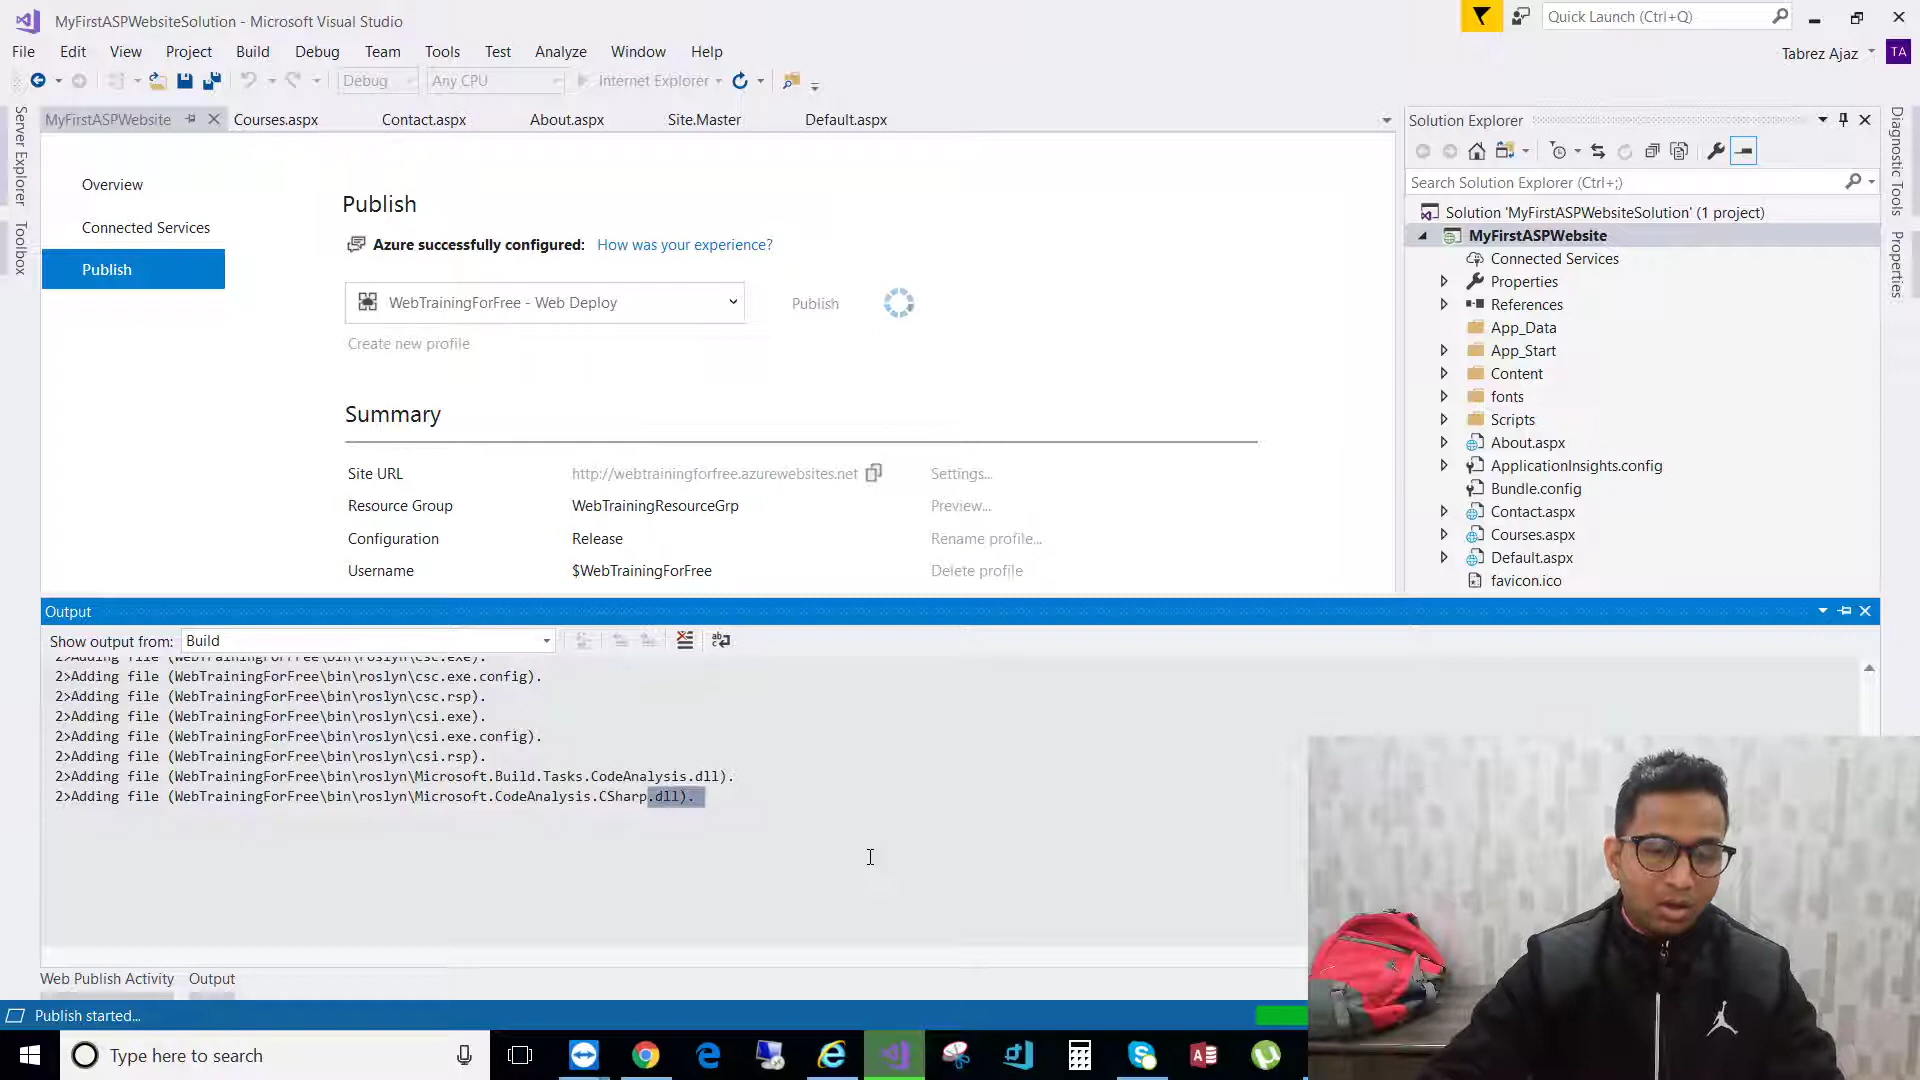 MyFirstASPWebsiteSolution - Microsoft Visual Studio
Quick Launch (Ctrl+Q)
File Edit View Project Build Debug Team Tools Test Analyze Window Help
Tabrez Ajaz TA
Debug Any CPU Internet Explorer
Server Explorer
Toolbox
MyFirstASPWebsite Courses.aspx Contact.aspx About.aspx Site.Master Default.aspx
Overview
Connected Services
Publish
Publish
Azure successfully configured: How was your experience?
WebTrainingForFree - Web Deploy Publish
Create new profile
Summary
Site URL http://webtrainingforfree.azurewebsites.net Settings...
Resource Group WebTrainingResourceGrp Preview...
Configuration Release Rename profile...
Username $WebTrainingForFree Delete profile
Solution Explorer
Search Solution Explorer (Ctrl+;)
Solution 'MyFirstASPWebsiteSolution' (1 project)
MyFirstASPWebsite
Connected Services
Properties
References
App_Data
App_Start
Content
fonts
Scripts
About.aspx
ApplicationInsights.config
Bundle.config
Contact.aspx
Courses.aspx
Default.aspx
favicon.ico
Diagnostic Tools
Properties
Output
Show output from: Build
2>Adding file (WebTrainingForFree\bin\roslyn\csc.exe).
2>Adding file (WebTrainingForFree\bin\roslyn\csc.exe.config).
2>Adding file (WebTrainingForFree\bin\roslyn\csc.rsp).
2>Adding file (WebTrainingForFree\bin\roslyn\csi.exe).
2>Adding file (WebTrainingForFree\bin\roslyn\csi.exe.config).
2>Adding file (WebTrainingForFree\bin\roslyn\csi.rsp).
2>Adding file (WebTrainingForFree\bin\roslyn\Microsoft.Build.Tasks.CodeAnalysis.dll).
2>Adding file (WebTrainingForFree\bin\roslyn\Microsoft.CodeAnalysis.CSharp.dll).
Web Publish Activity Output
Publish started...
Type here to search